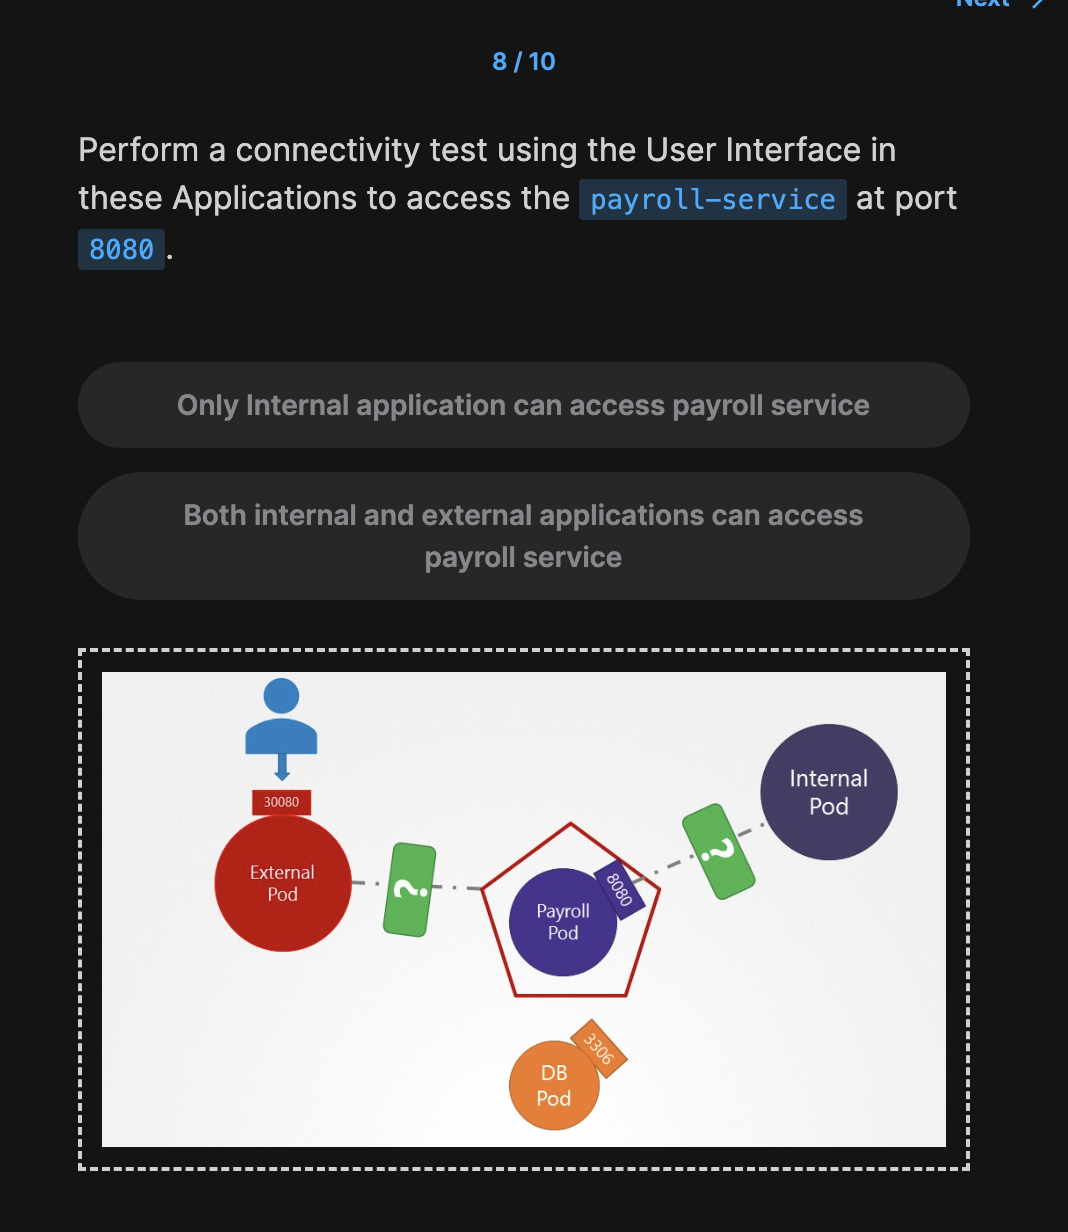 Next
8 / 10
Perform a connectivity test using the User Interface in
these Applications to access the payroll-service at port
8080.
Only Internal application can access payroll service
Both internal and external applications can access
payroll service
30080
External
Pod
?
Payroll
Pod
8080
?
Internal
Pod
DB
Pod
3306